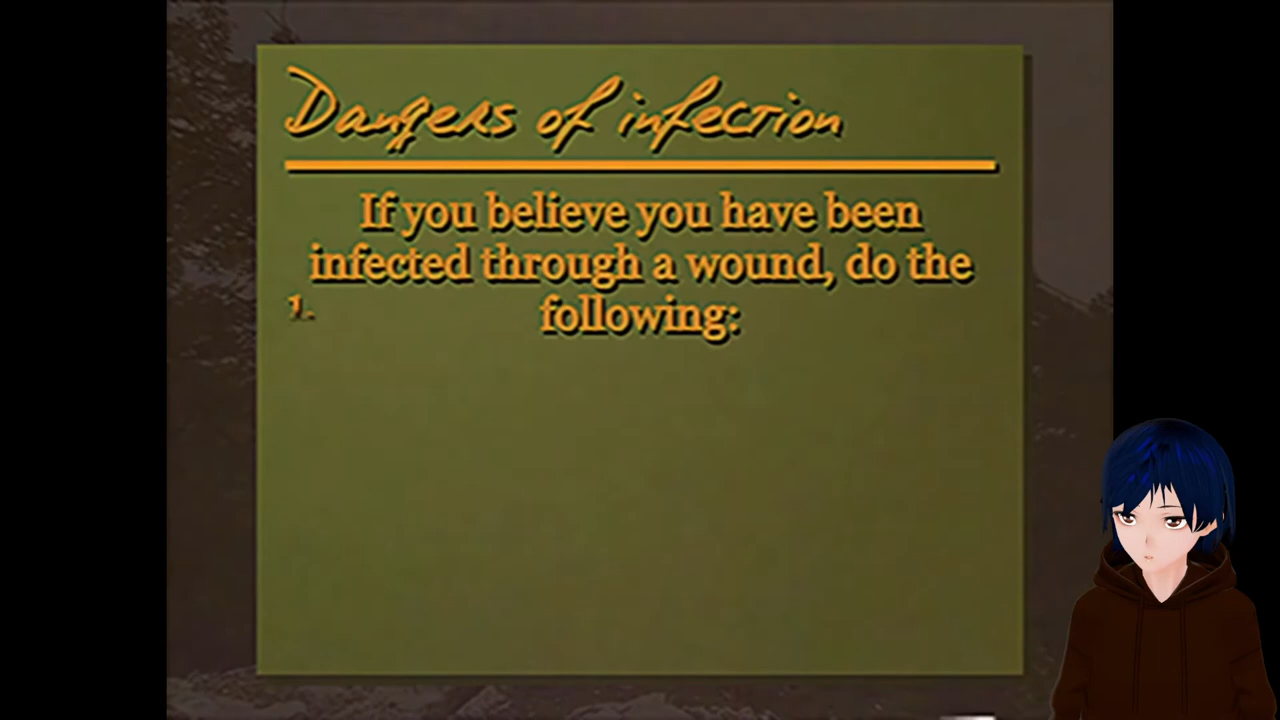 Dangers of infection
If you believe you have been
infected through a wound, do the
1. following: